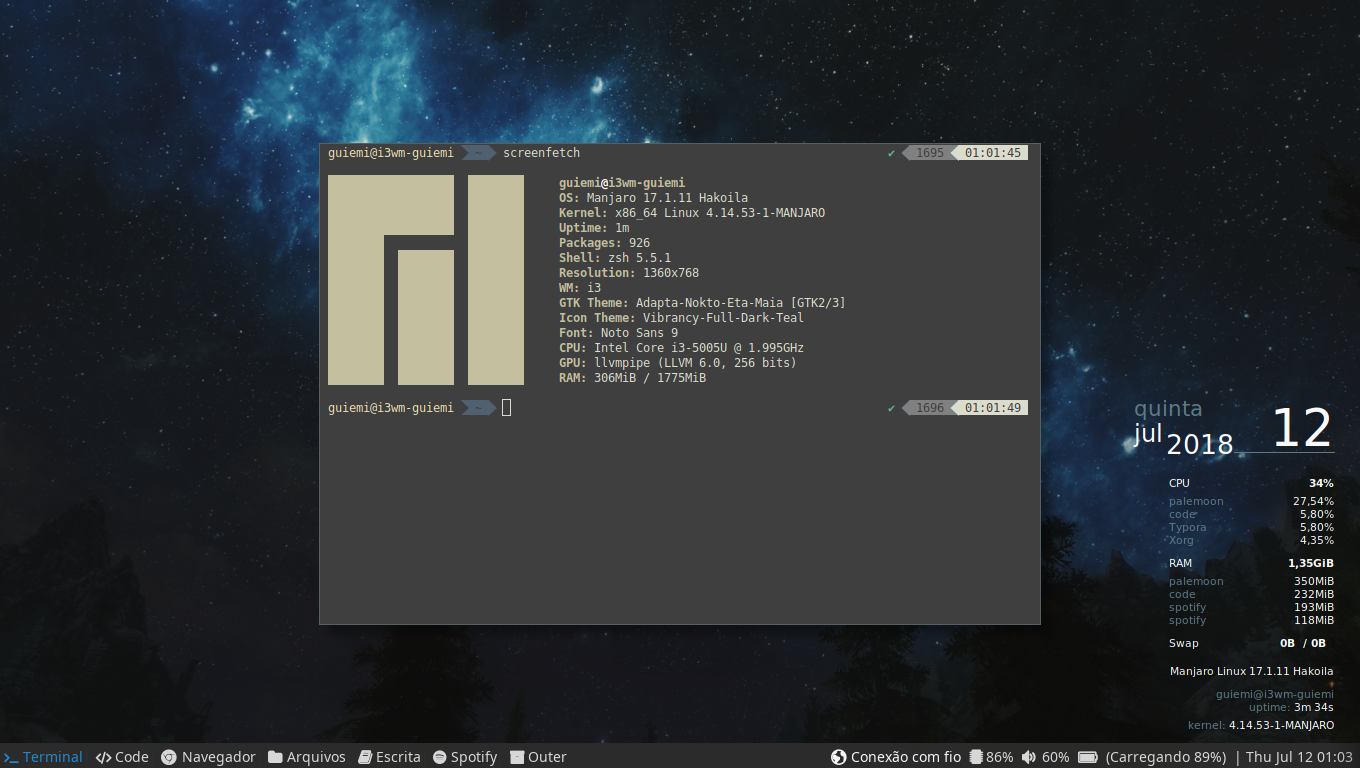 guiemi@i3wm-guiemi ~ screenfetch ✔ 1695 01:01:45
guiemi@i3wm-guiemi
OS: Manjaro 17.1.11 Hakoila
Kernel: x86_64 Linux 4.14.53-1-MANJARO
Uptime: 1m
Packages: 926
Shell: zsh 5.5.1
Resolution: 1360x768
WM: i3
GTK Theme: Adapta-Nokto-Eta-Maia [GTK2/3]
Icon Theme: Vibrancy-Full-Dark-Teal
Font: Noto Sans 9
CPU: Intel Core i3-5005U @ 1.995GHz
GPU: llvmpipe (LLVM 6.0, 256 bits)
RAM: 306MiB / 1775MiB
guiemi@i3wm-guiemi ~ ✔ 1696 01:01:49
quinta
jul 2018 12
CPU 34%
palemoon 27,54%
code 5,80%
Typora 5,80%
Xorg 4,35%
RAM 1,35GiB
palemoon 350MiB
code 232MiB
spotify 193MiB
spotify 118MiB
Swap 0B / 0B
Manjaro Linux 17.1.11 Hakoila
guiemi@i3wm-guiemi
uptime: 3m 34s
kernel: 4.14.53-1-MANJARO
Terminal Code Navegador Arquivos Escrita Spotify Outer Conexão com fio 86% 60% (Carregando 89%) | Thu Jul 12 01:03